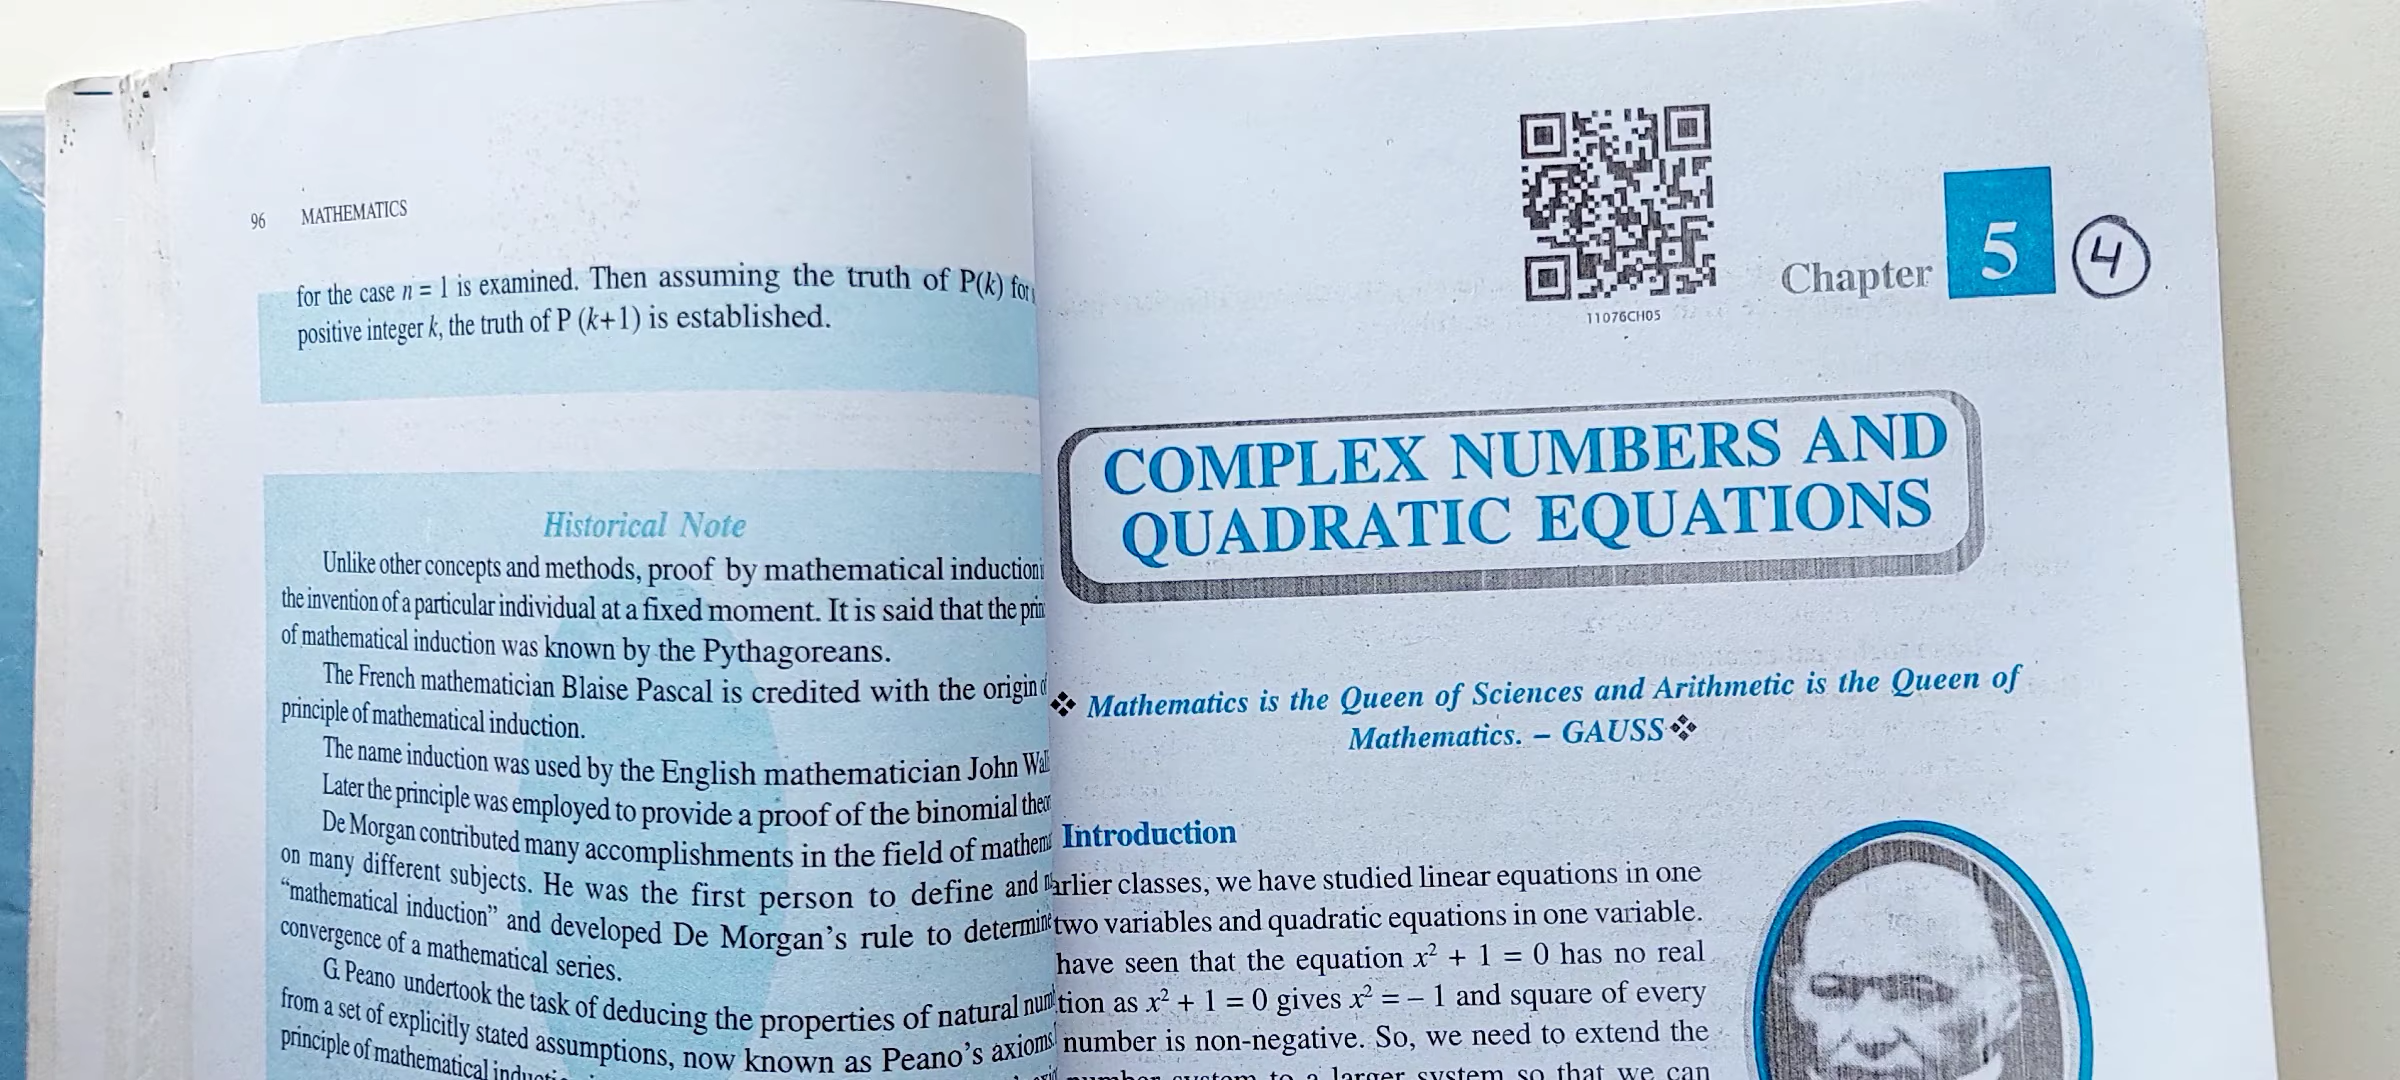 96 MATHEMATICS
for the case n = 1 is examined. Then assuming the truth of P(k) for
positive integer k, the truth of P (k+1) is established.
Historical Note
Unlike other concepts and methods, proof by mathematical induction
the invention of a particular individual at a fixed moment. It is said that the
of mathematical induction was known by the Pythagoreans.
The French mathematician Blaise Pascal is credited with the origin
principle of mathematical induction.
The name induction was used by the English mathematician John
Later the principle was employed to provide a proof of the binomial
De Morgan contributed many accomplishments in the field of
on many different subjects. He was the first person to define and
“mathematical induction” and developed De Morgan’s rule to determine
convergence of a mathematical series.
G. Peano undertook the task of deducing the properties of natural
from a set of explicitly stated assumptions, now known as Peano’s axioms.
principle of mathematical
11076CH05
Chapter 5 4
COMPLEX NUMBERS AND
QUADRATIC EQUATIONS
❖ Mathematics is the Queen of Sciences and Arithmetic is the Queen of
Mathematics. – GAUSS ❖
Introduction
arlier classes, we have studied linear equations in one
two variables and quadratic equations in one variable.
have seen that the equation x² + 1 = 0 has no real
tion as x² + 1 = 0 gives x² = – 1 and square of every
number is non-negative. So, we need to extend the
number system to a larger system so that we can